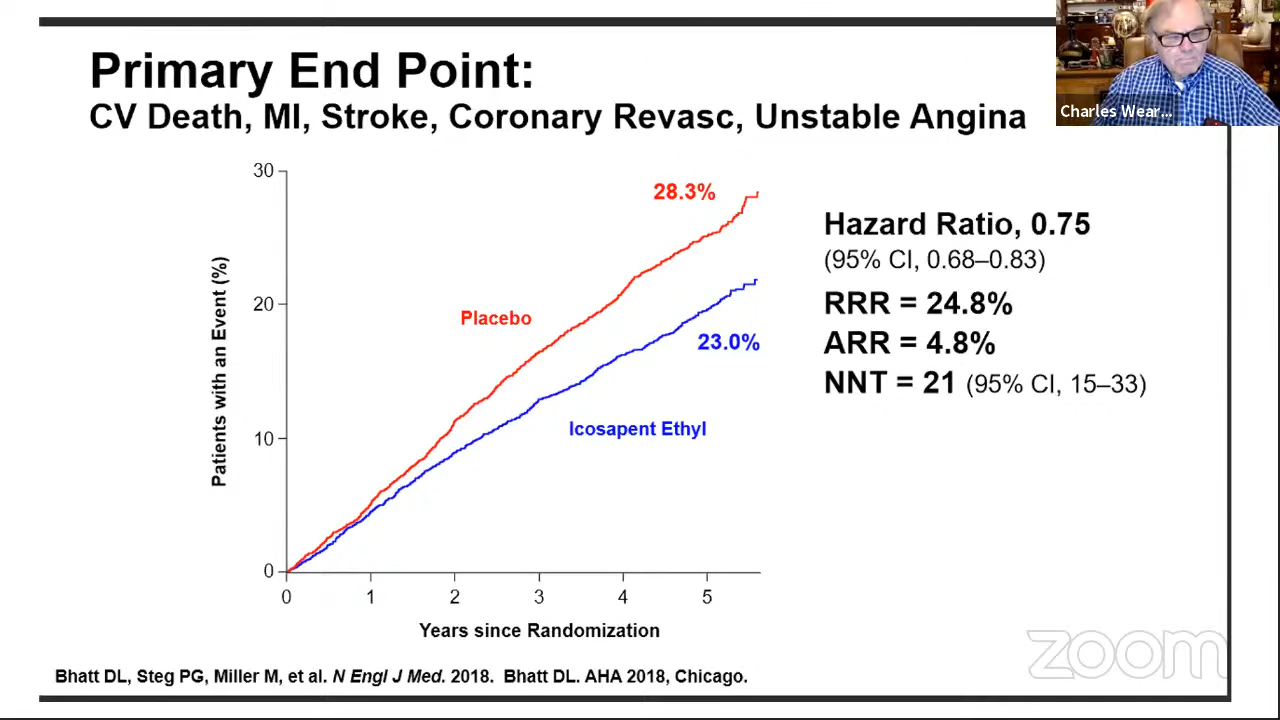 Primary End Point:
CV Death, MI, Stroke, Coronary Revasc, Unstable Angina
Charles Wear...
30
20
10
0
Patients with an Event (%)
28.3%
Placebo
23.0%
Icosapent Ethyl
0 1 2 3 4 5
Years since Randomization
Hazard Ratio, 0.75
(95% CI, 0.68–0.83)
RRR = 24.8%
ARR = 4.8%
NNT = 21 (95% CI, 15–33)
zoom
Bhatt DL, Steg PG, Miller M, et al. N Engl J Med. 2018. Bhatt DL. AHA 2018, Chicago.